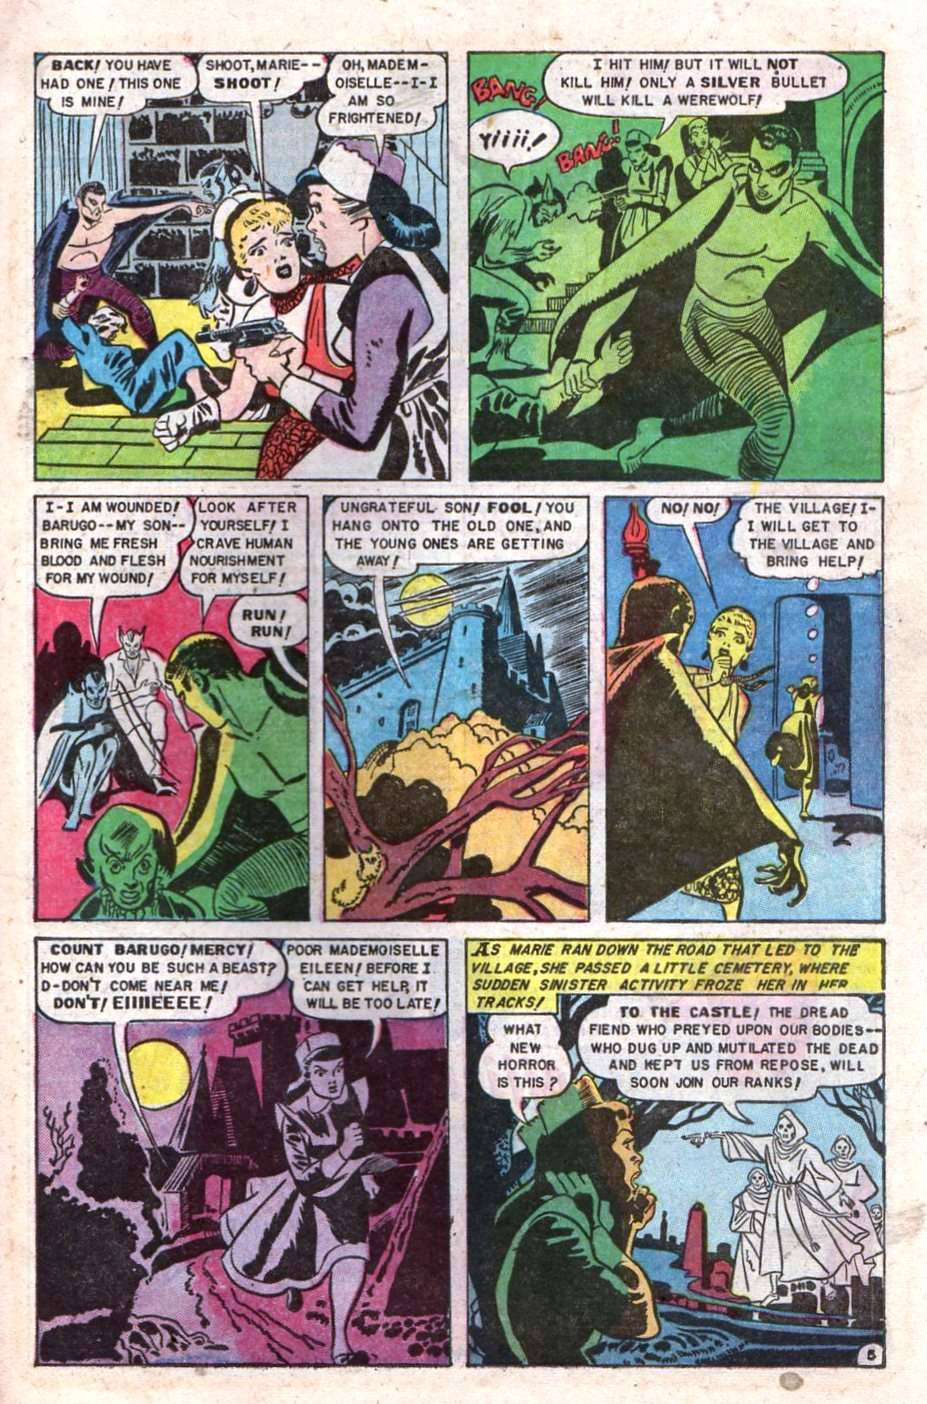 BACK! YOU HAVE
HAD ONE! THIS ONE
IS MINE!
SHOOT, MARIE--
SHOOT!
OH, MADEM-
OISELLE--I-I
AM SO
FRIGHTENED!
BANG!
YIIII!
BANG!
I HIT HIM! BUT IT WILL NOT
KILL HIM! ONLY A SILVER BULLET
WILL KILL A WEREWOLF!
I-I AM WOUNDED!
BARUGO--MY SON--
BRING ME FRESH
BLOOD AND FLESH
FOR MY WOUND!
LOOK AFTER
YOURSELF! I
CRAVE HUMAN
NOURISHMENT
FOR MYSELF!
RUN!
RUN!
UNGRATEFUL SON! FOOL! YOU
HANG ONTO THE OLD ONE, AND
THE YOUNG ONES ARE GETTING
AWAY!
NO! NO!
THE VILLAGE! I-
I WILL GET TO
THE VILLAGE AND
BRING HELP!
COUNT BARUGO! MERCY!
HOW CAN YOU BE SUCH A BEAST?
D-DON'T COME NEAR ME!
DON'T! EIIIIEEEE!
POOR MADEMOISELLE
EILEEN! BEFORE I
CAN GET HELP, IT
WILL BE TOO LATE!
AS MARIE RAN DOWN THE ROAD THAT LED TO THE
VILLAGE, SHE PASSED A LITTLE CEMETERY, WHERE
SUDDEN SINISTER ACTIVITY FROZE HER IN HER
TRACKS!
WHAT
NEW
HORROR
IS THIS?
TO THE CASTLE! THE DREAD
FIEND WHO PREYED UPON OUR BODIES--
WHO DUG UP AND MUTILATED THE DEAD
AND KEPT US FROM REPOSE, WILL
SOON JOIN OUR RANKS!
5